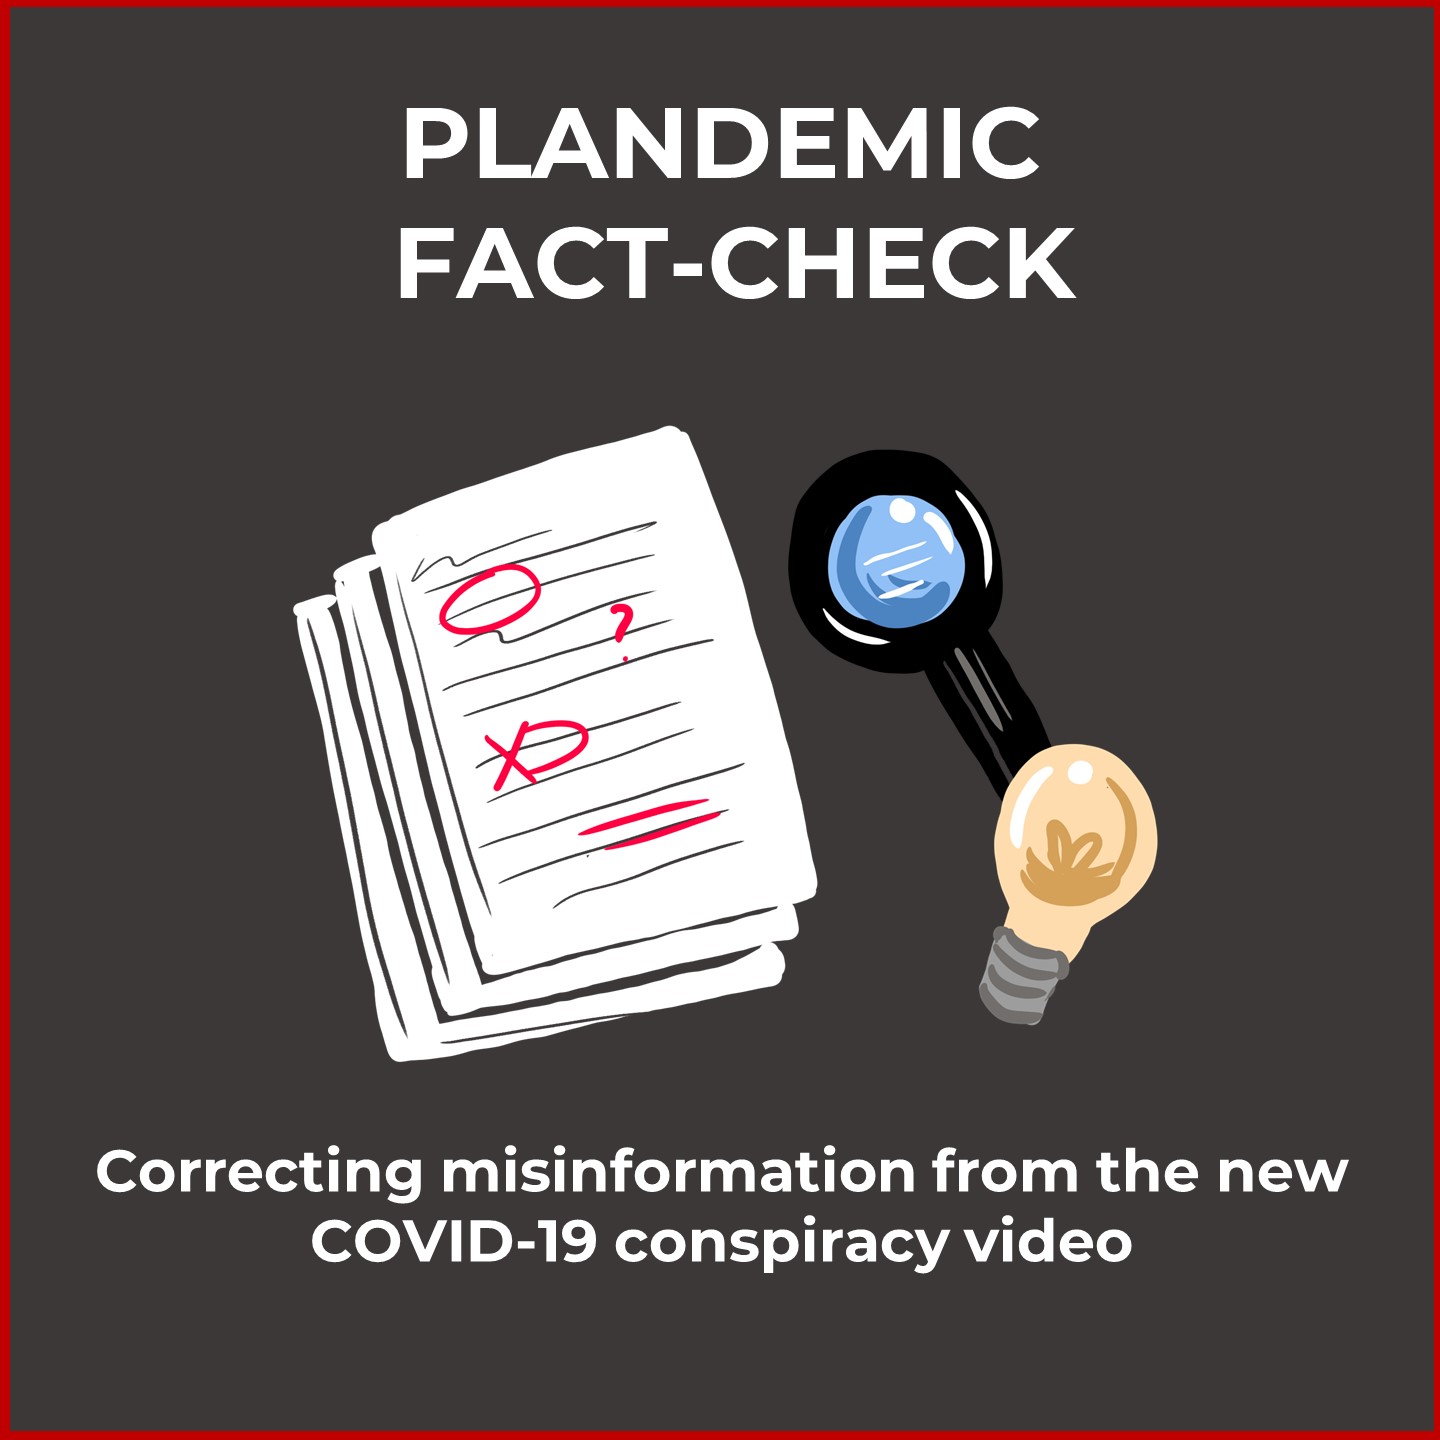 PLANDEMIC
FACT-CHECK
?
Correcting misinformation from the new
COVID-19 conspiracy video